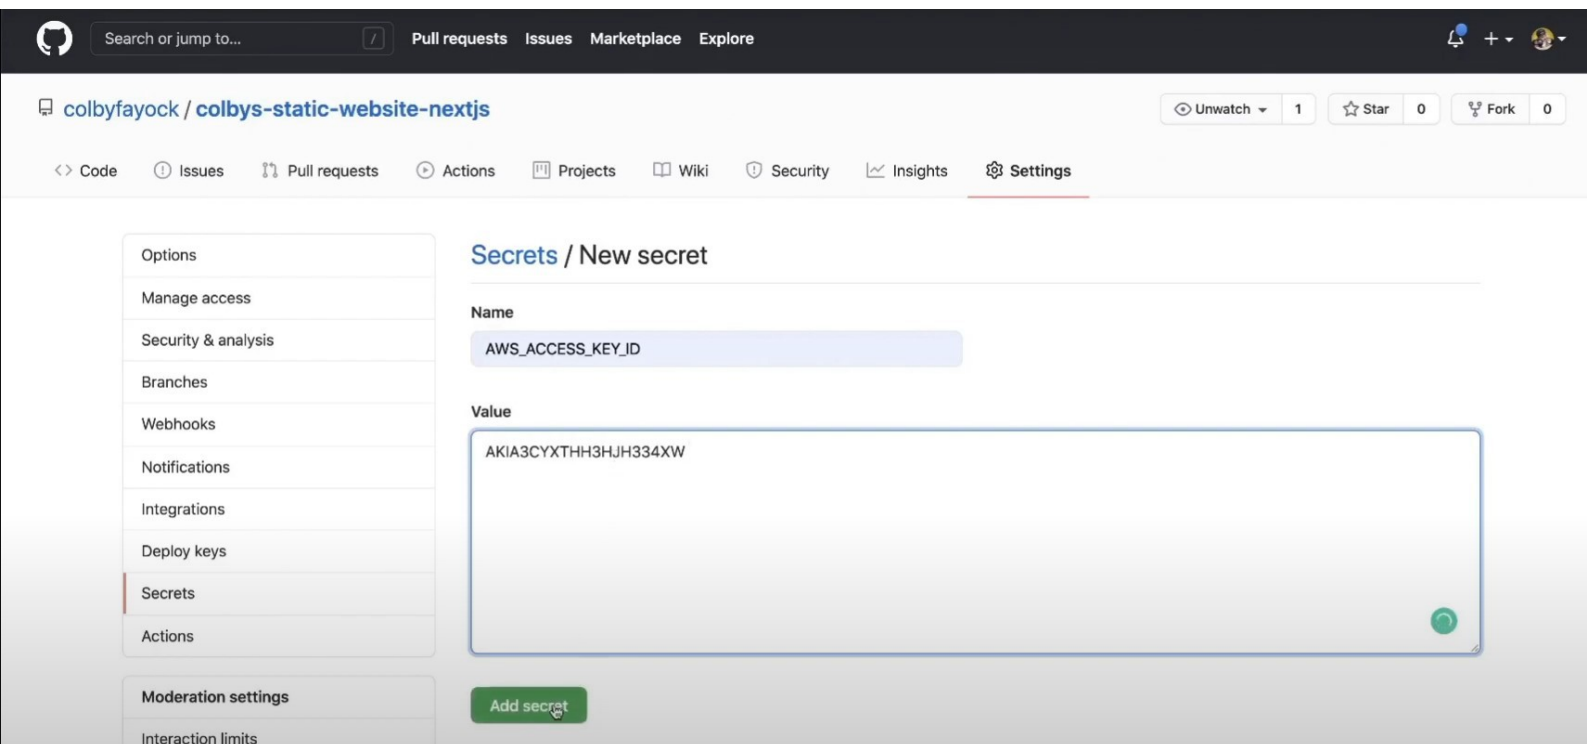 Search or jump to... / Pull requests Issues Marketplace Explore
colbyfayock / colbys-static-website-nextjs
Unwatch 1 Star 0 Fork 0
<> Code Issues Pull requests Actions Projects Wiki Security Insights Settings
Options
Manage access
Security & analysis
Branches
Webhooks
Notifications
Integrations
Deploy keys
Secrets
Actions
Moderation settings
Interaction limits
Secrets / New secret
Name
AWS_ACCESS_KEY_ID
Value
AKIA3CYXTHH3HJH334XW
Add secret